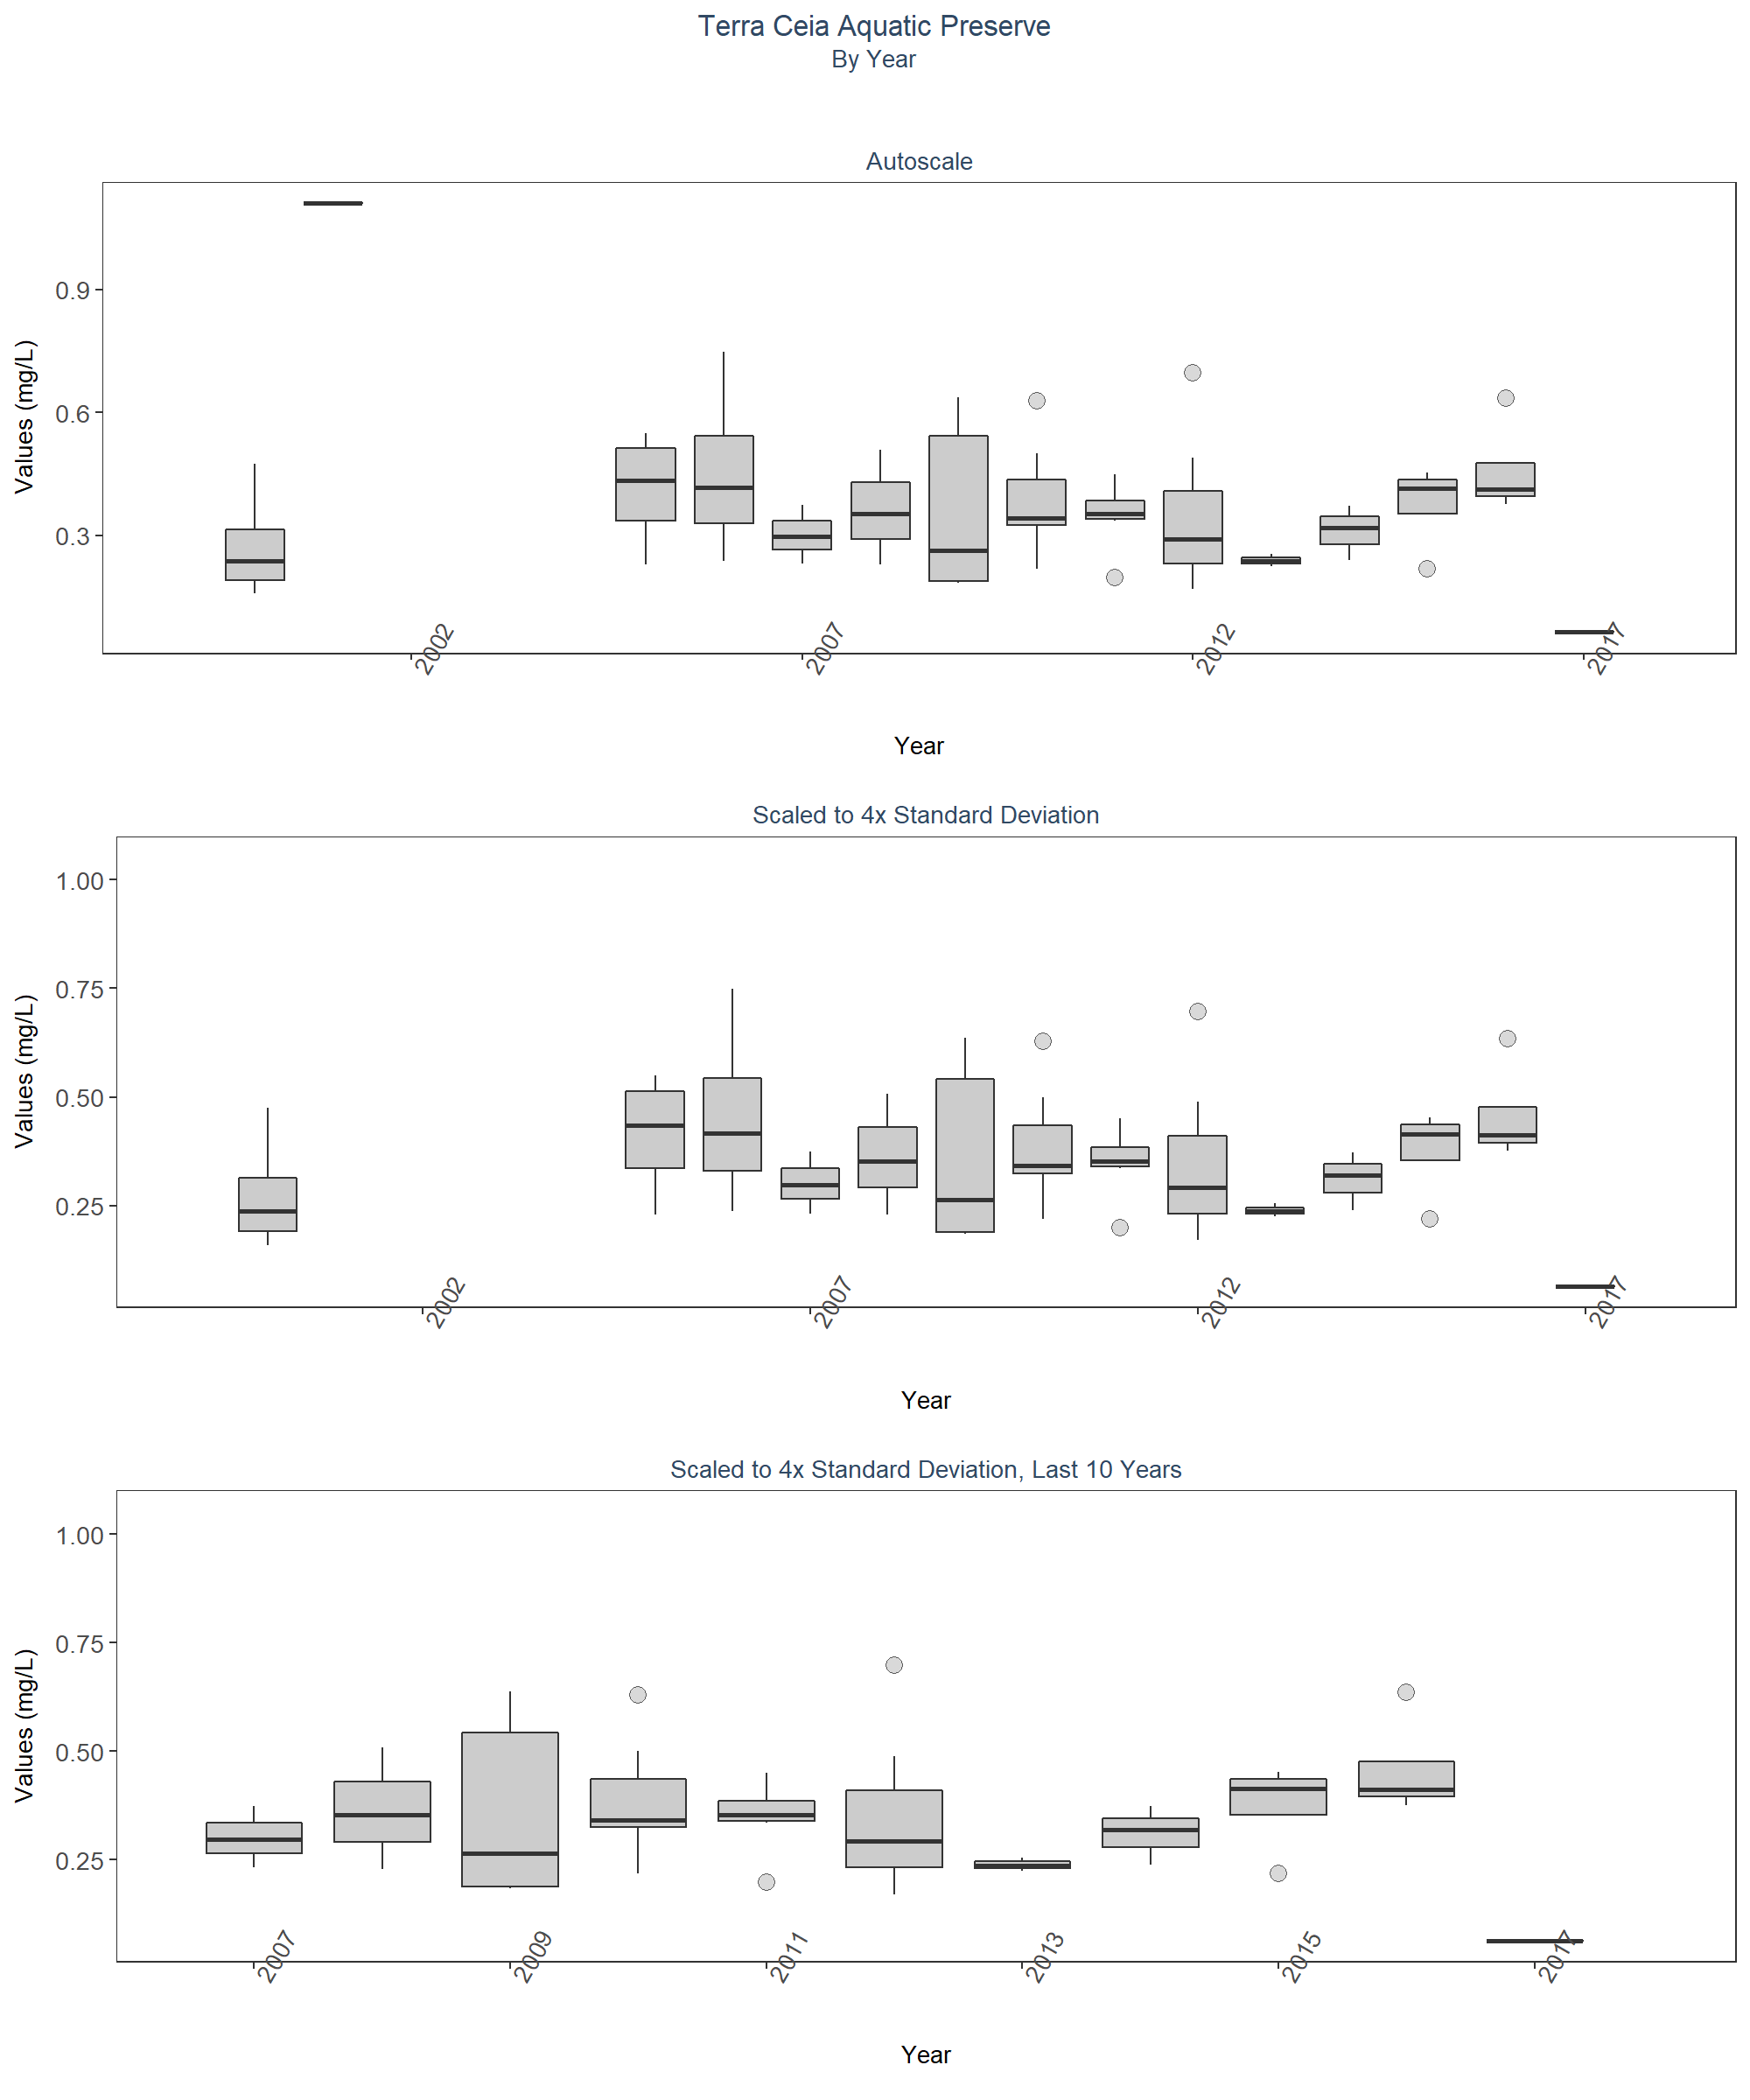 Terra Ceia Aquatic Preserve
By Year
Autoscale
Values (mg/L)
0.9
0.6
0.3
2002
2007
2012
2017
Year
Scaled to 4x Standard Deviation
Values (mg/L)
1.00
0.75
0.50
0.25
2002
2007
2012
2017
Year
Scaled to 4x Standard Deviation, Last 10 Years
Values (mg/L)
1.00
0.75
0.50
0.25
2007
2009
2011
2013
2015
2017
Year